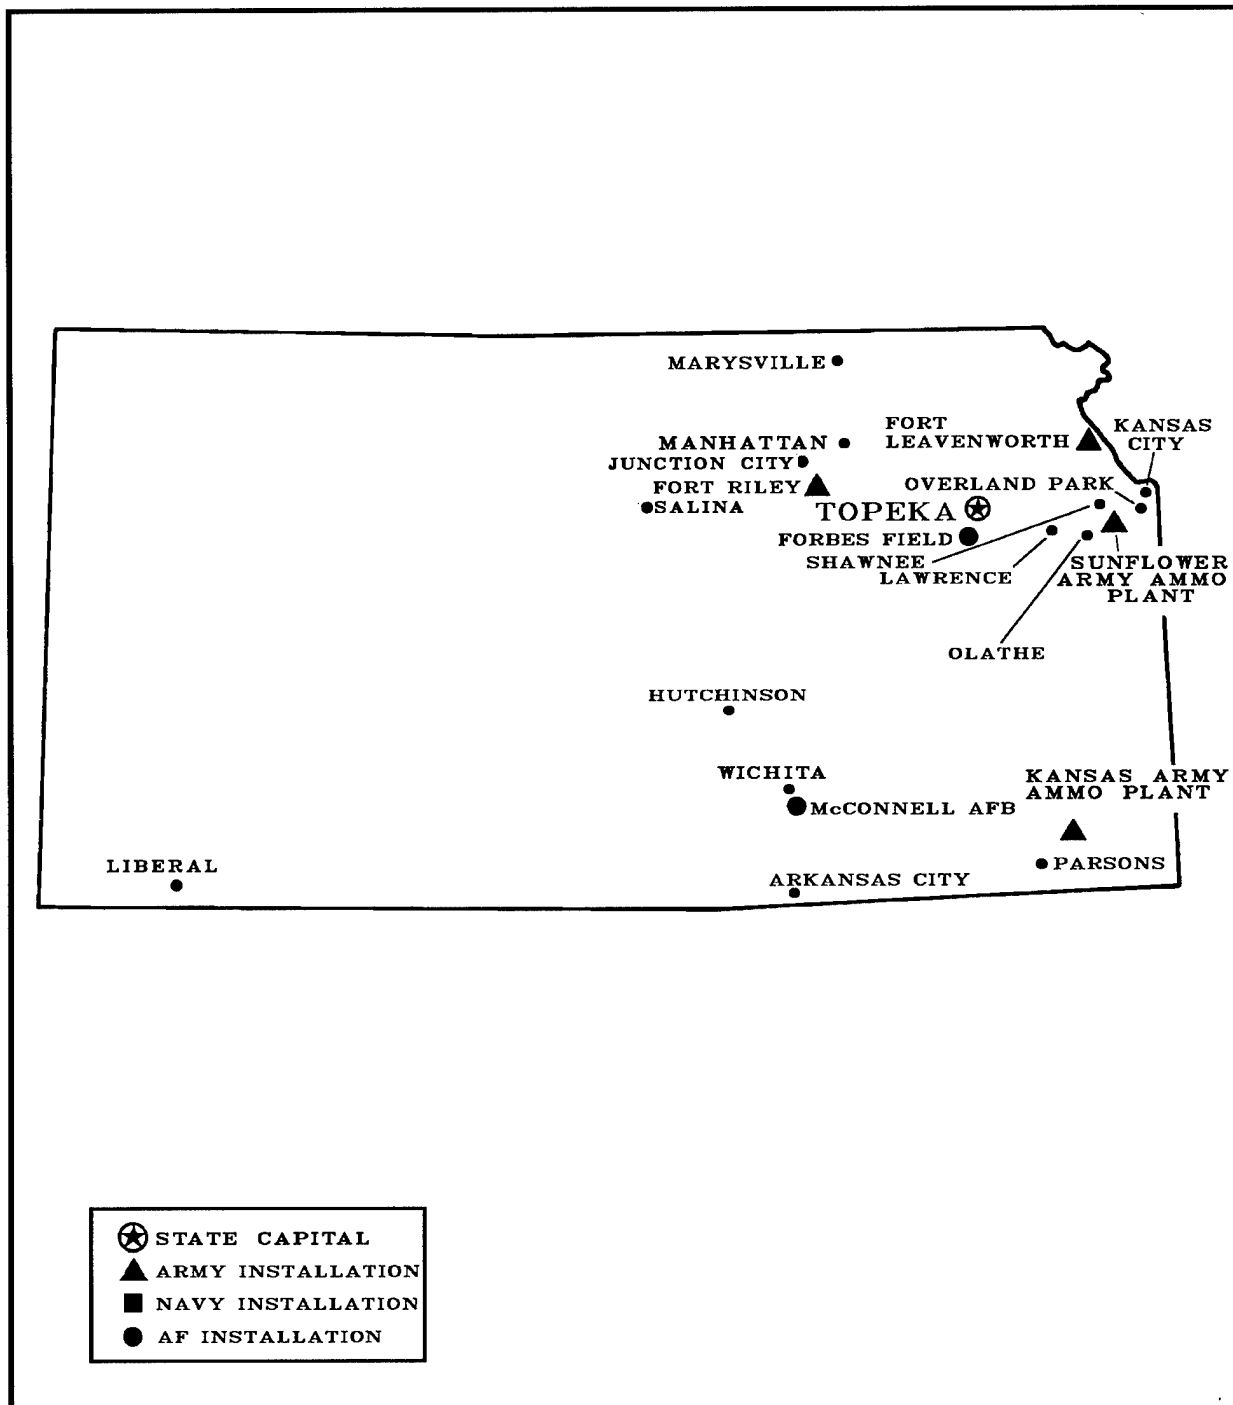 MARYSVILLE
FORT
LEAVENWORTH
KANSAS
CITY
MANHATTAN
JUNCTION CITY
FORT RILEY
OVERLAND PARK
SALINA
TOPEKA
FORBES FIELD
SHAWNEE
LAWRENCE
SUNFLOWER
ARMY AMMO
PLANT
OLATHE
HUTCHINSON
WICHITA
McCONNELL AFB
KANSAS ARMY
AMMO PLANT
PARSONS
LIBERAL
ARKANSAS CITY
STATE CAPITAL
ARMY INSTALLATION
NAVY INSTALLATION
AF INSTALLATION